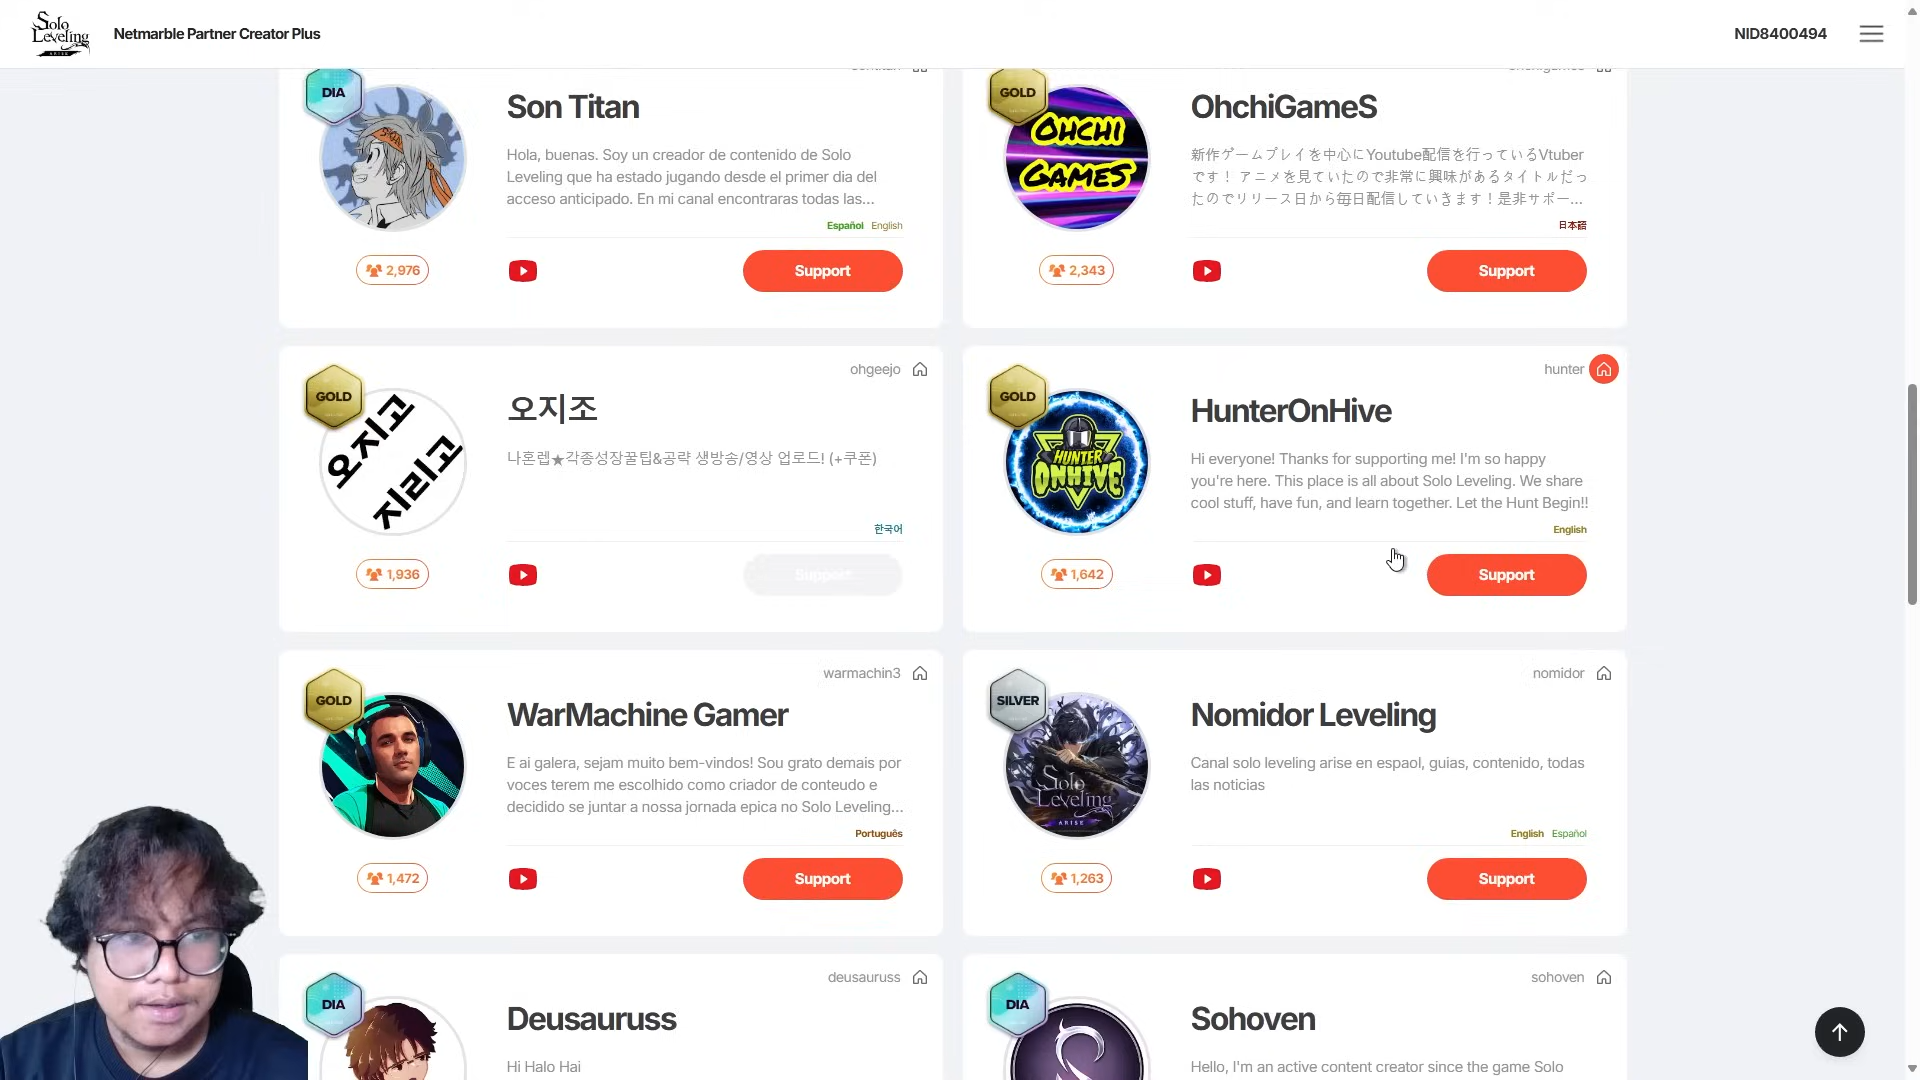 Solo
Leveling
ARISE
Netmarble Partner Creator Plus
NID8400494
DIA
Son Titan
Hola, buenas. Soy un creador de contenido de Solo
Leveling que ha estado jugando desde el primer dia del
acceso anticipado. En mi canal encontraras todas las...
Español English
2,976
Support
GOLD
OHCHI
GAMES
OhchiGameS
新作ゲームプレイを中心にYoutube配信を行っているVtuber
です！ アニメを見ていたので非常に興味があるタイトルだっ
たのでリリース日から毎日配信していきます！是非サポー...
日本語
2,343
Support
ohgeejo
GOLD
오지고
지리고
오지조
나혼렙★각종성장꿀팁&공략 생방송/영상 업로드! (+쿠폰)
한국어
1,936
Support
hunter
GOLD
HUNTER
ONHIVE
HunterOnHive
Hi everyone! Thanks for supporting me! I'm so happy
you're here. This place is all about Solo Leveling. We share
cool stuff, have fun, and learn together. Let the Hunt Begin!!
English
1,642
Support
warmachin3
GOLD
WarMachine Gamer
E ai galera, sejam muito bem-vindos! Sou grato demais por
voces terem me escolhido como criador de conteudo e
decidido se juntar a nossa jornada epica no Solo Leveling...
Português
1,472
Support
nomidor
SILVER
Solo
Leveling
ARISE
Nomidor Leveling
Canal solo leveling arise en espaol, guias, contenido, todas
las noticias
English Español
1,263
Support
deusauruss
DIA
Deusauruss
Hi Halo Hai
sohoven
DIA
Sohoven
Hello, I'm an active content creator since the game Solo